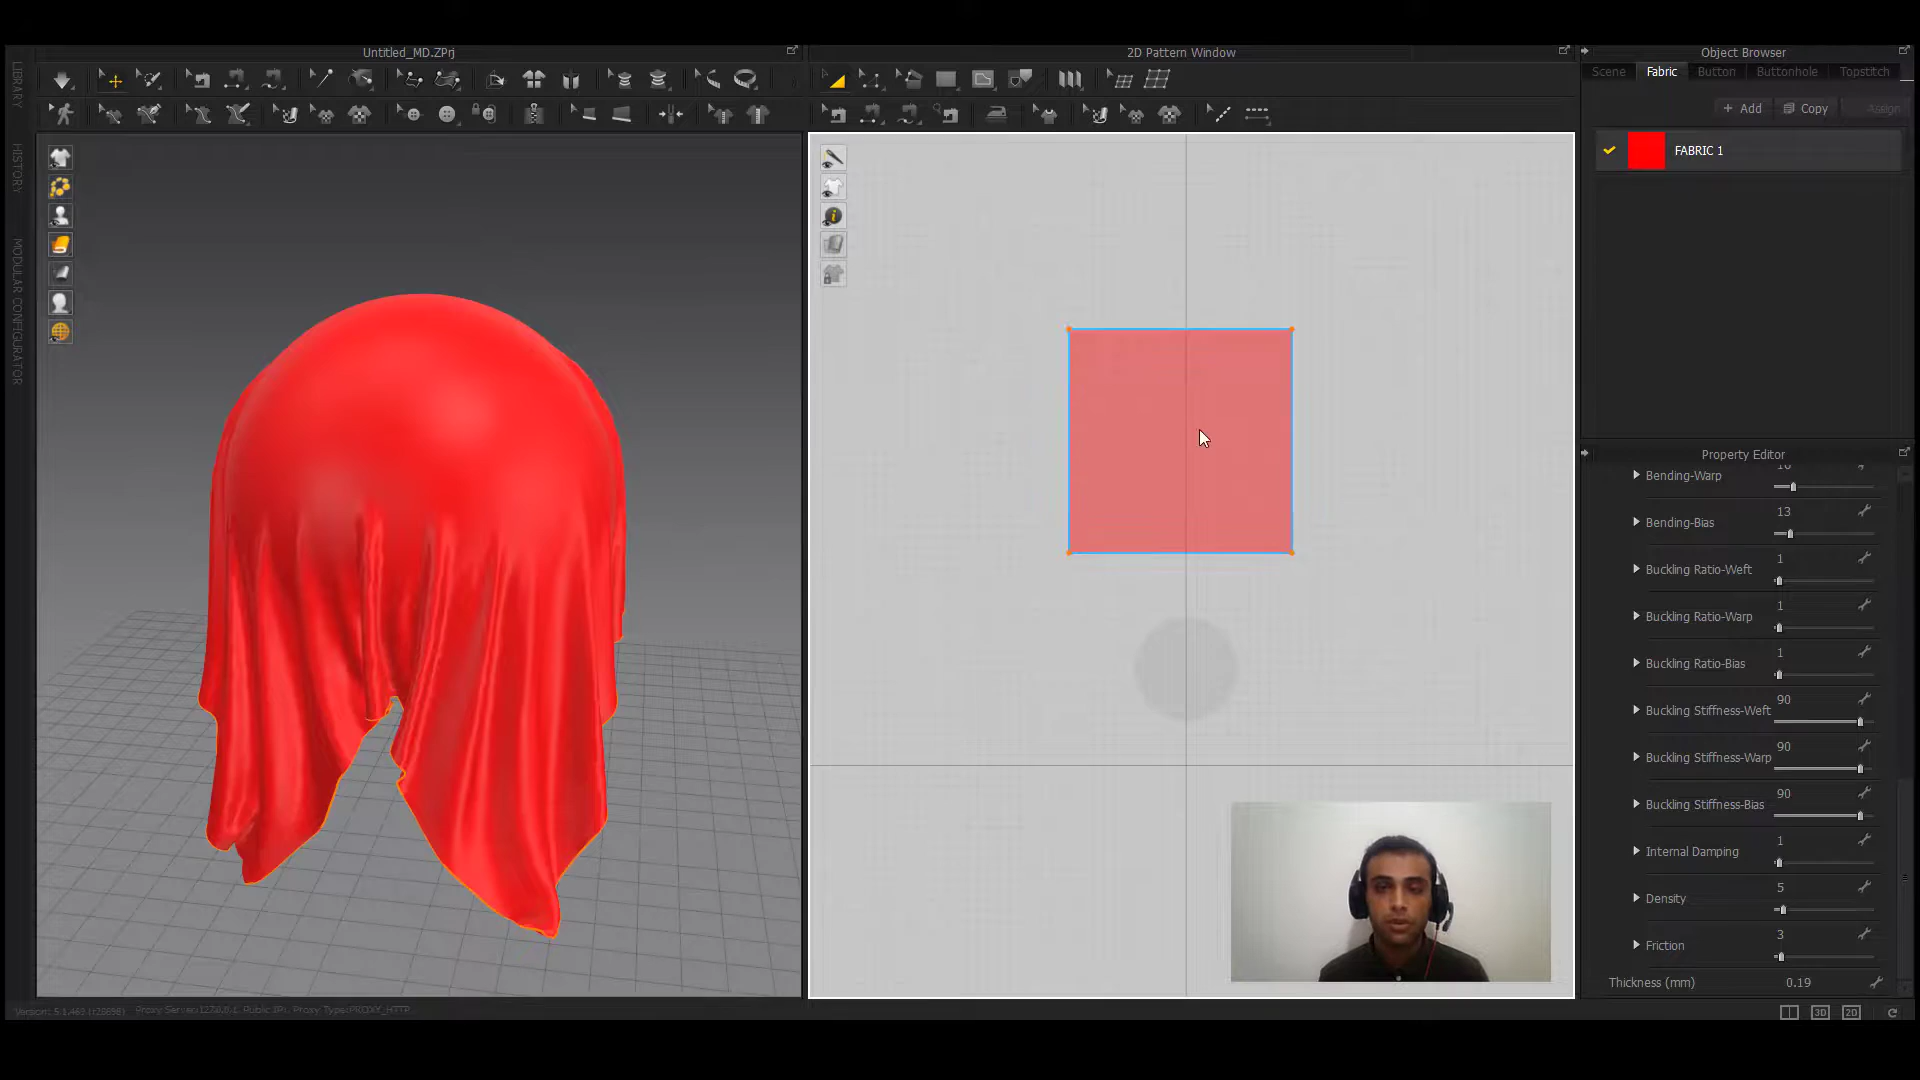 Untitled_MD.ZPrj
2D Pattern Window
Object Browser
LIBRARY
HISTORY
MODULAR CONFIGURATOR
Scene
Fabric
Button
Buttonhole
Topstitch
+ Add
Copy
Assign
FABRIC 1
Property Editor
Bending-Warp
Bending-Bias 13
Buckling Ratio-Weft 1
Buckling Ratio-Warp 1
Buckling Ratio-Bias 1
Buckling Stiffness-Weft 90
Buckling Stiffness-Warp 90
Buckling Stiffness-Bias 90
Internal Damping 1
Density 5
Friction 3
Thickness (mm) 0.19
3D
2D